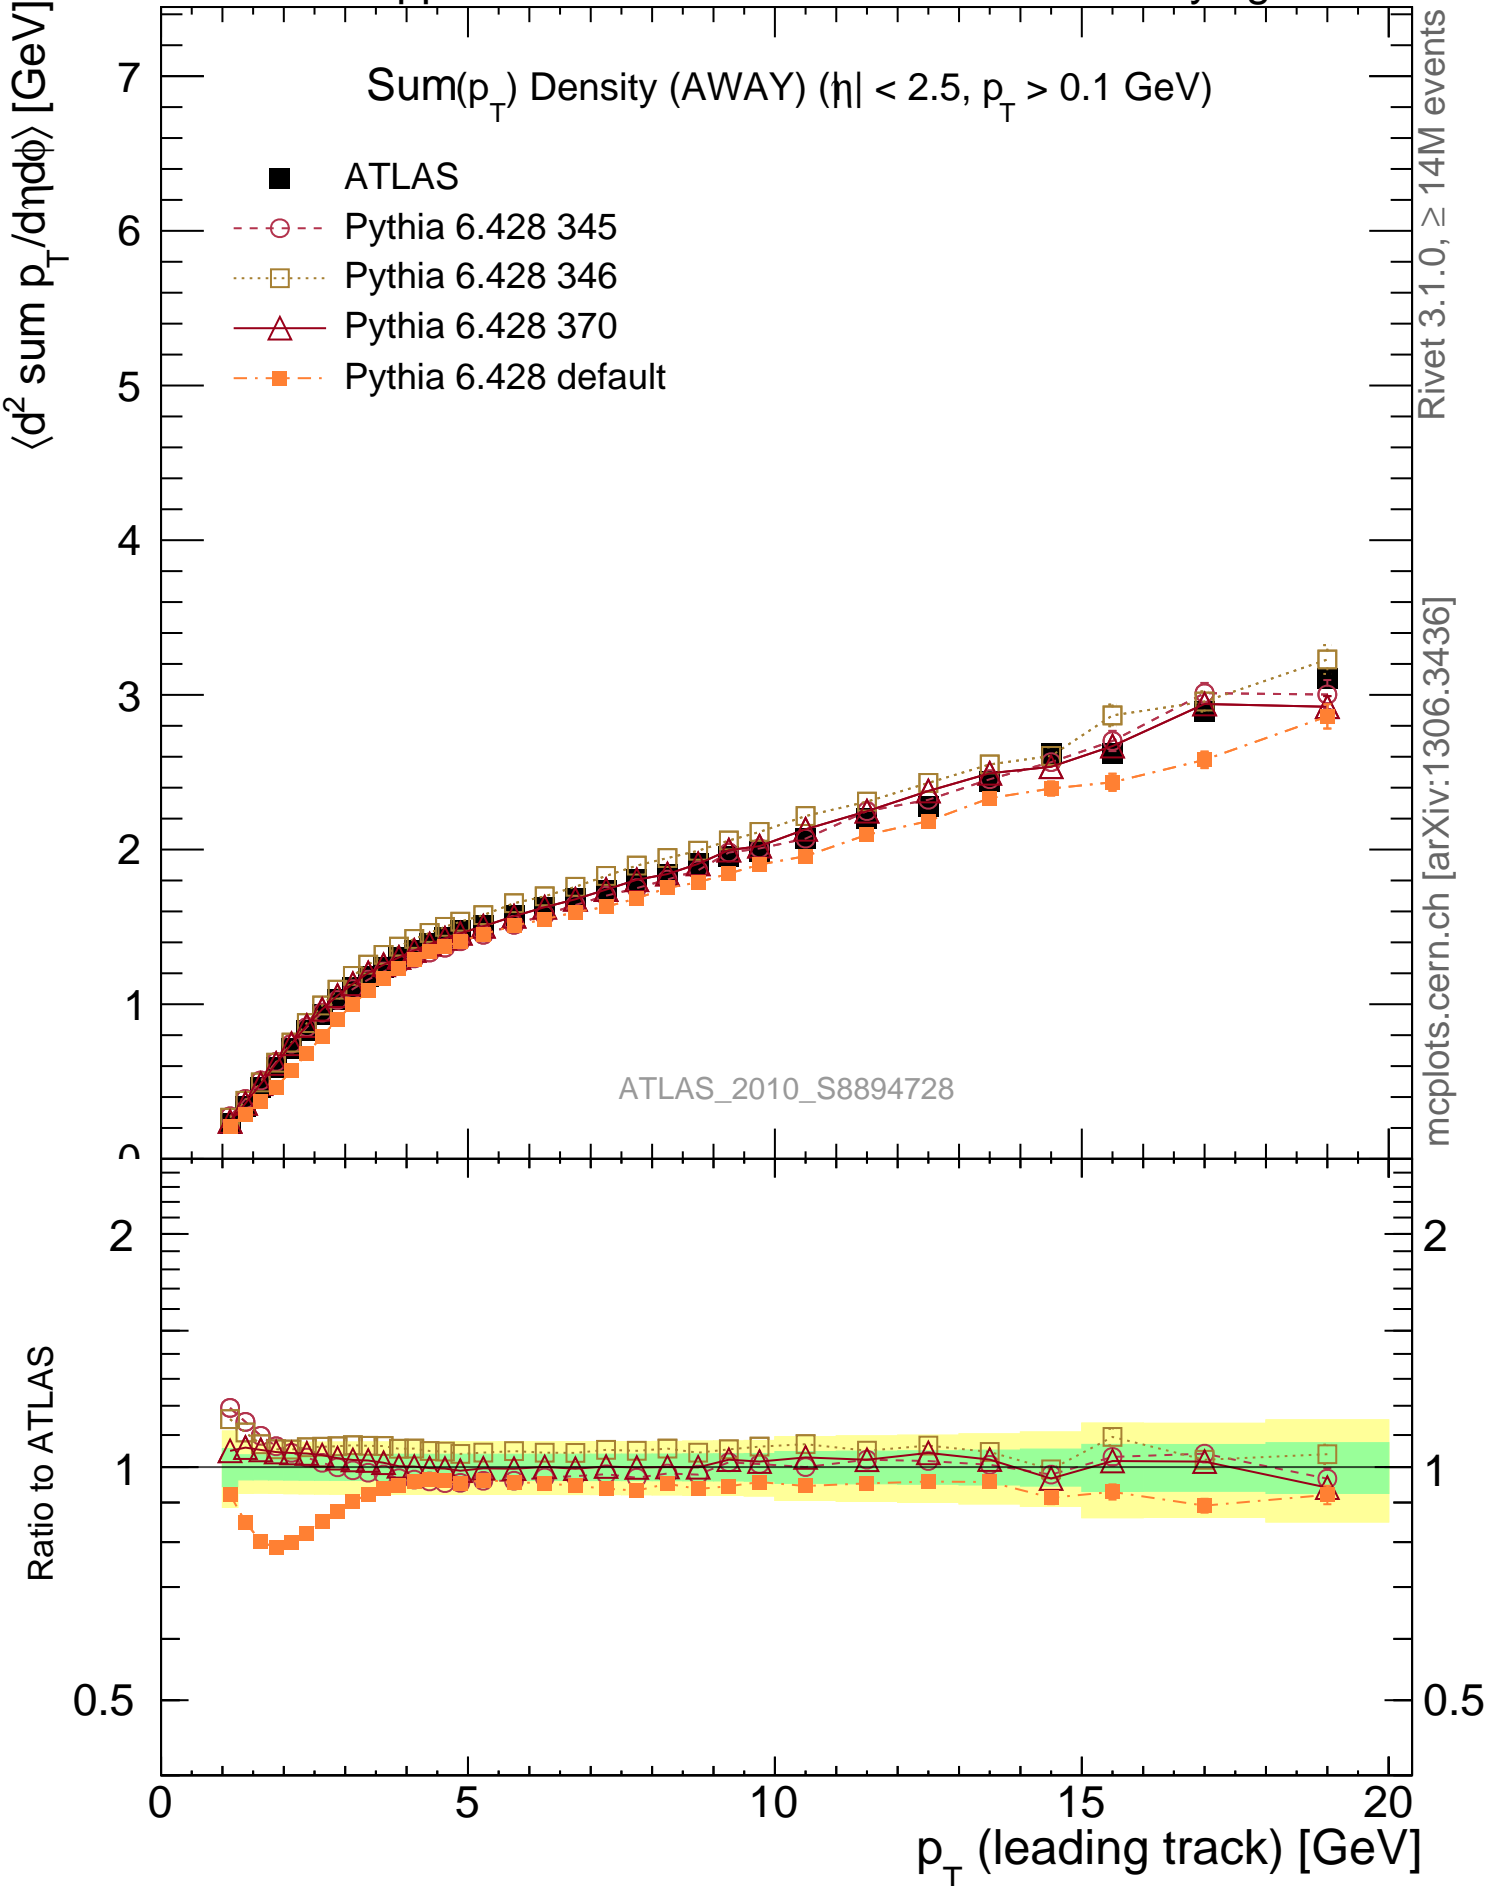 Sum(p_T) Density (AWAY) (|η| < 2.5, p_T > 0.1 GeV)
ATLAS
Pythia 6.428 345
Pythia 6.428 346
Pythia 6.428 370
Pythia 6.428 default
⟨d² sum p_T/dηdϕ⟩ [GeV]
7
6
5
4
3
2
1
0
ATLAS_2010_S8894728
Rivet 3.1.0, ≥ 14M events
mcplots.cern.ch [arXiv:1306.3436]
Ratio to ATLAS
2
1
0.5
2
1
0.5
0 5 10 15 20
p_T (leading track) [GeV]